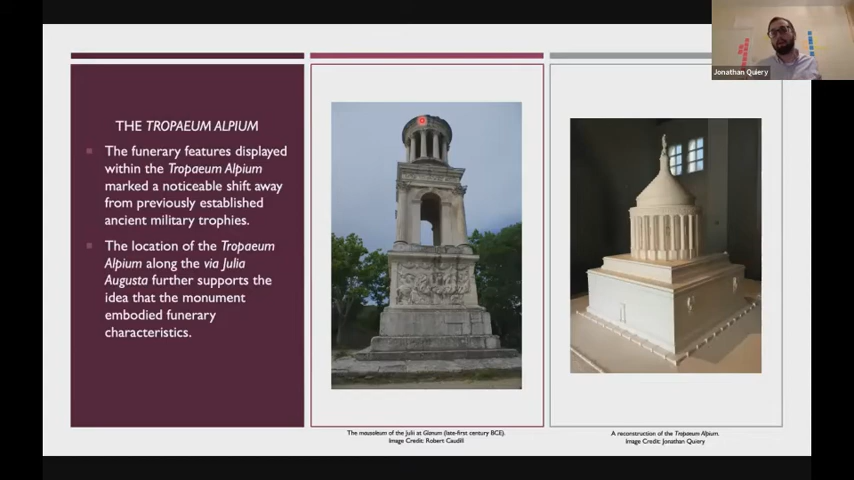 Jonathan Quiery
THE TROPAEUM ALPIUM
The funerary features displayed
within the Tropaeum Alpium
marked a noticeable shift away
from previously established
ancient military trophies.
The location of the Tropaeum
Alpium along the via Julia
Augusta further supports the
idea that the monument
embodied funerary
characteristics.
The mausoleum of the Julii at Glanum (late-first century BCE).
Image Credit: Robert Caudill
A reconstruction of the Tropaeum Alpium.
Image Credit: Jonathan Quiery